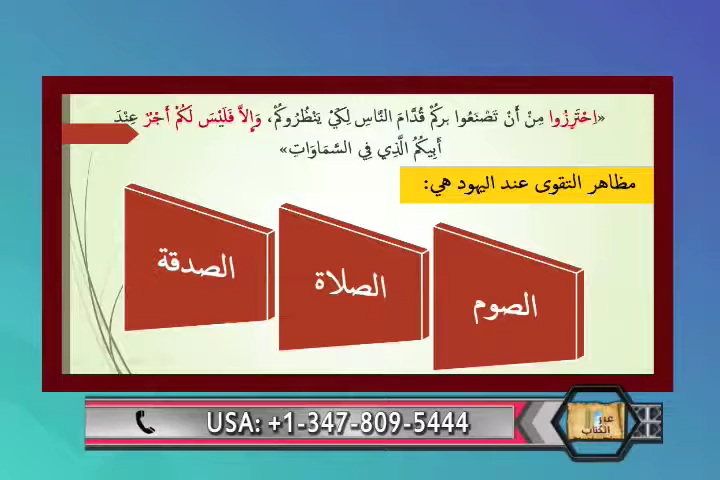 «اِحْتَرِزُوا مِنْ أَنْ تَصْنَعُوا بركُمْ قُدَّامَ النَّاسِ لِكَيْ يَنْظُرُوكُمْ، وَإِلاَّ فَلَيْسَ لَكُمْ أَجْرٌ عِنْدَ
أَبِيكُمُ الَّذِي فِي السَّمَاوَاتِ»
مظاهر التقوى عند اليهود هي:
الصوم
الصلاة
الصدقة
USA: +1-347-809-5444
الكتاب